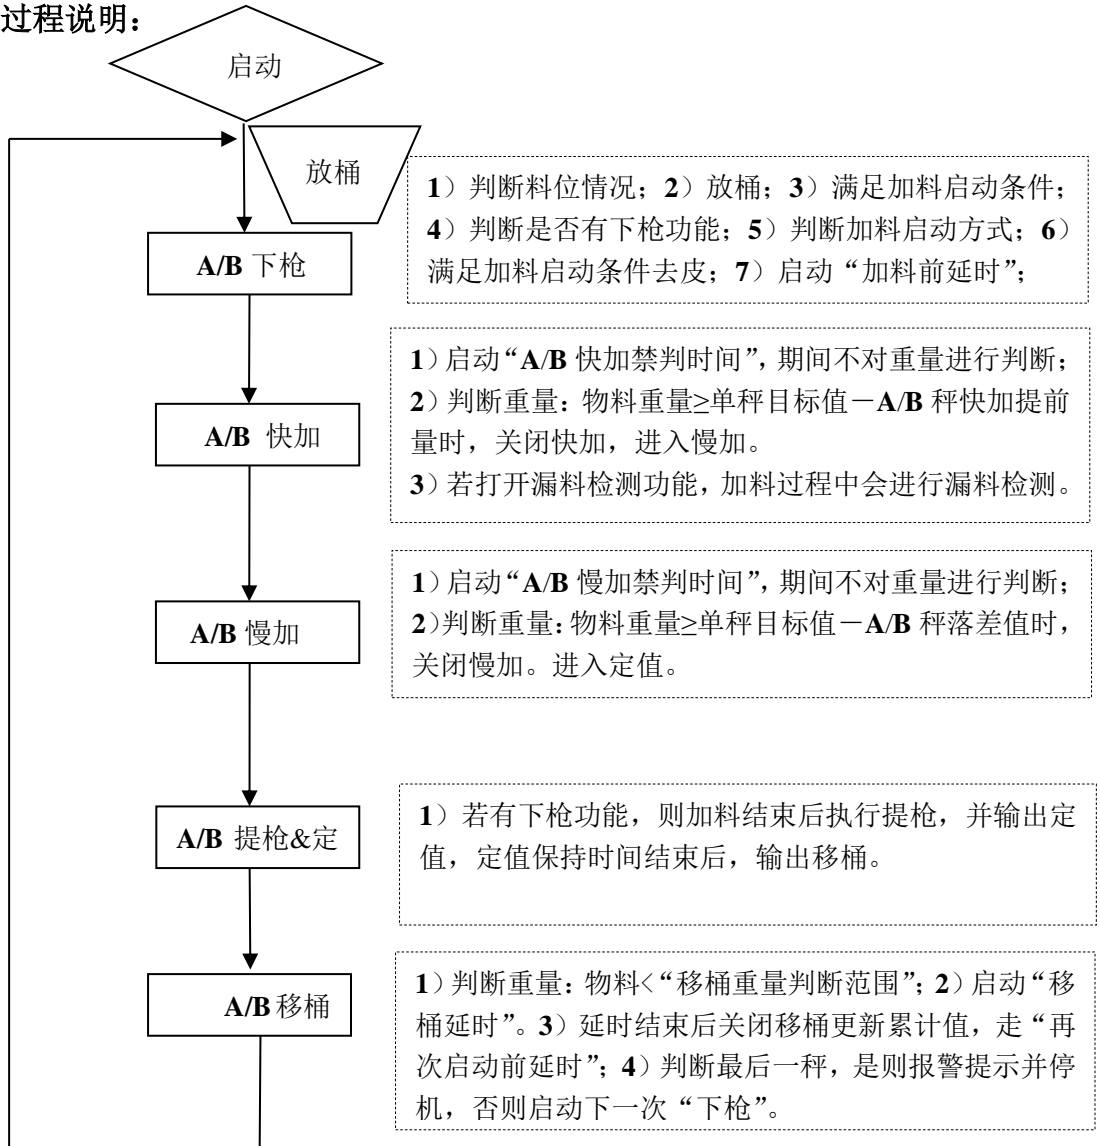 过程说明：
启动
放桶
1）判断料位情况；2）放桶；3）满足加料启动条件；
4）判断是否有下枪功能；5）判断加料启动方式；6）
满足加料启动条件去皮；7）启动“加料前延时”；
A/B 下枪
1）启动“A/B 快加禁判时间”，期间不对重量进行判断；
2）判断重量：物料重量≥单秤目标值－A/B 秤快加提前
量时，关闭快加，进入慢加。
3）若打开漏料检测功能，加料过程中会进行漏料检测。
A/B 快加
1）启动“A/B 慢加禁判时间”，期间不对重量进行判断；
2）判断重量：物料重量≥单秤目标值－A/B 秤落差值时，
关闭慢加。进入定值。
A/B 慢加
1）若有下枪功能，则加料结束后执行提枪，并输出定
值，定值保持时间结束后，输出移桶。
A/B 提枪&定
1）判断重量：物料<“移桶重量判断范围”；2）启动“移
桶延时”。3）延时结束后关闭移桶更新累计值，走“再
次启动前延时”；4）判断最后一秤，是则报警提示并停
机，否则启动下一次“下枪”。
A/B 移桶